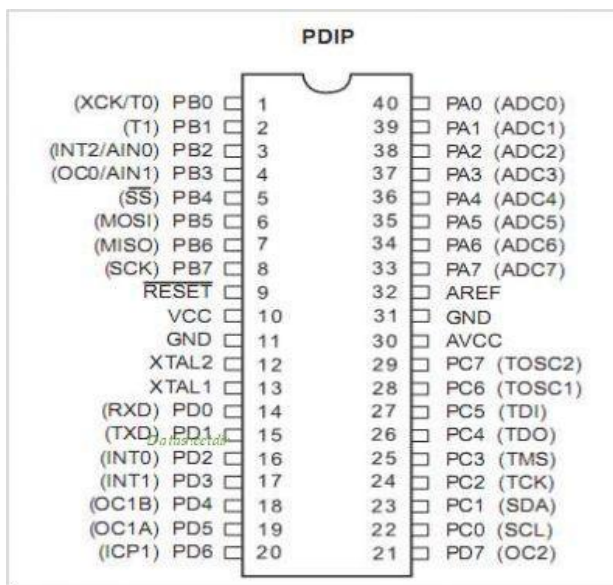 PDIP
(XCK/T0) PB0 1 40 PA0 (ADC0)
(T1) PB1 2 39 PA1 (ADC1)
(INT2/AIN0) PB2 3 38 PA2 (ADC2)
(OC0/AIN1) PB3 4 37 PA3 (ADC3)
(SS) PB4 5 36 PA4 (ADC4)
(MOSI) PB5 6 35 PA5 (ADC5)
(MISO) PB6 7 34 PA6 (ADC6)
(SCK) PB7 8 33 PA7 (ADC7)
RESET 9 32 AREF
VCC 10 31 GND
GND 11 30 AVCC
XTAL2 12 29 PC7 (TOSC2)
XTAL1 13 28 PC6 (TOSC1)
(RXD) PD0 14 27 PC5 (TDI)
(TXD) PD1 15 26 PC4 (TDO)
(INT0) PD2 16 25 PC3 (TMS)
(INT1) PD3 17 24 PC2 (TCK)
(OC1B) PD4 18 23 PC1 (SDA)
(OC1A) PD5 19 22 PC0 (SCL)
(ICP1) PD6 20 21 PD7 (OC2)